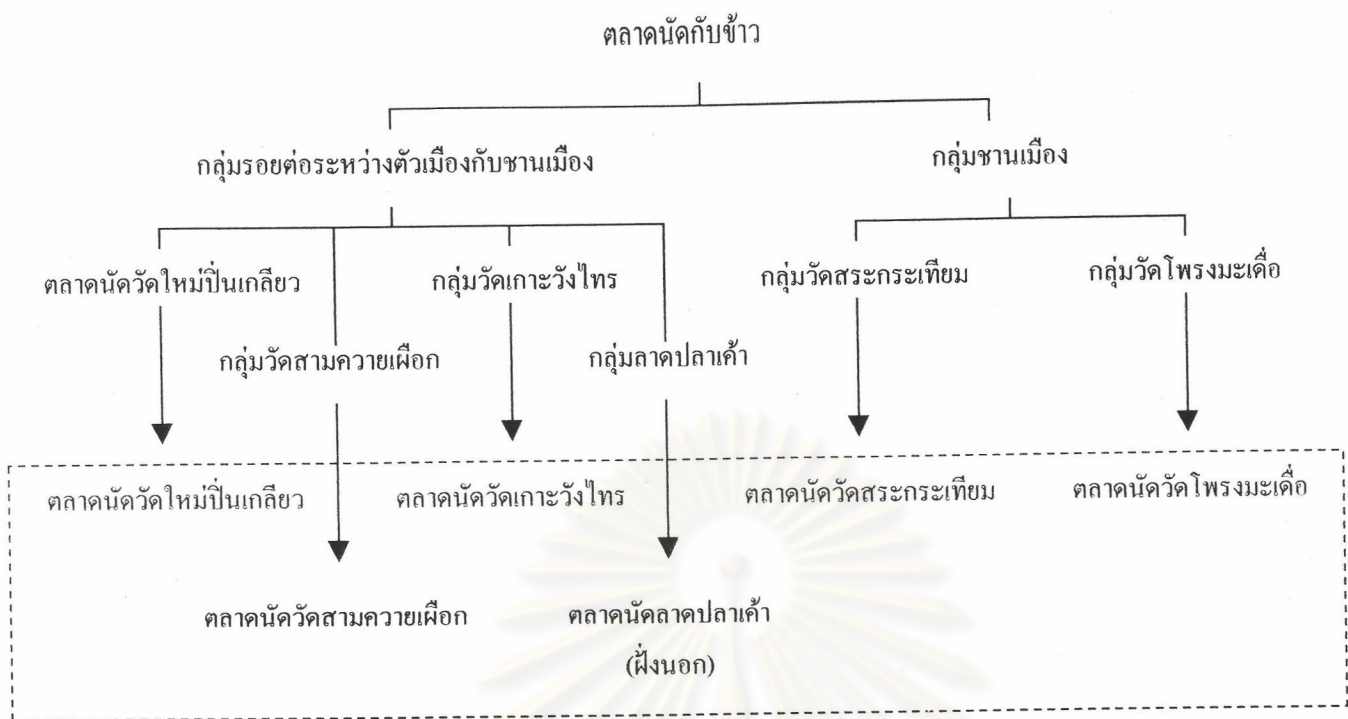 ตลาดนัดกับข้าว
กลุ่มรอยต่อระหว่างตัวเมืองกับชานเมือง
กลุ่มชานเมือง
ตลาดนัดวัดใหม่ปิ่นเกลียว
กลุ่มวัดเกาะวังไทร
กลุ่มวัดสระกระเทียม
กลุ่มวัดโพรงมะเดื่อ
กลุ่มวัดสามควายเผือก
กลุ่มลาดปลาเค้า
ตลาดนัดวัดใหม่ปิ่นเกลียว
ตลาดนัดวัดเกาะวังไทร
ตลาดนัดวัดสระกระเทียม
ตลาดนัดวัดโพรงมะเดื่อ
ตลาดนัดวัดสามควายเผือก
ตลาดนัดลาดปลาเค้า
(ฝั่งนอก)